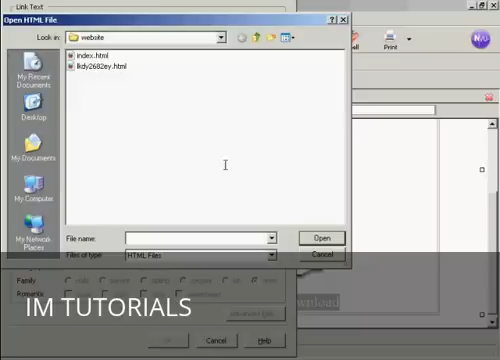 Link Text
Open HTML File
Look in:
website
index.html
lkdy2682ey.html
My Recent
Documents
Desktop
My Documents
My Computer
My Network
Places
File name:
Open
Files of type:
HTML Files
Cancel
Print
Family
IM TUTORIALS
Cancel
Help